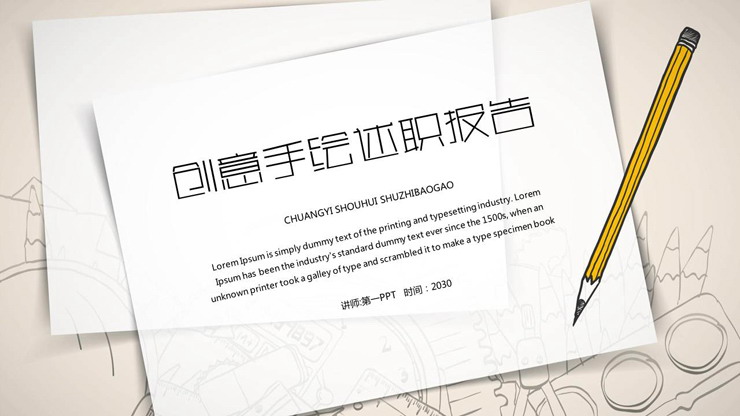 创意手绘述职报告
CHUANGYI SHOUHUI SHUZHIBAOGAO
Lorem Ipsum is simply dummy text of the printing and typesetting industry. Lorem
Ipsum has been the industry's standard dummy text ever since the 1500s, when an
unknown printer took a galley of type and scrambled it to make a type specimen book
讲师:第一PPT 时间：2030